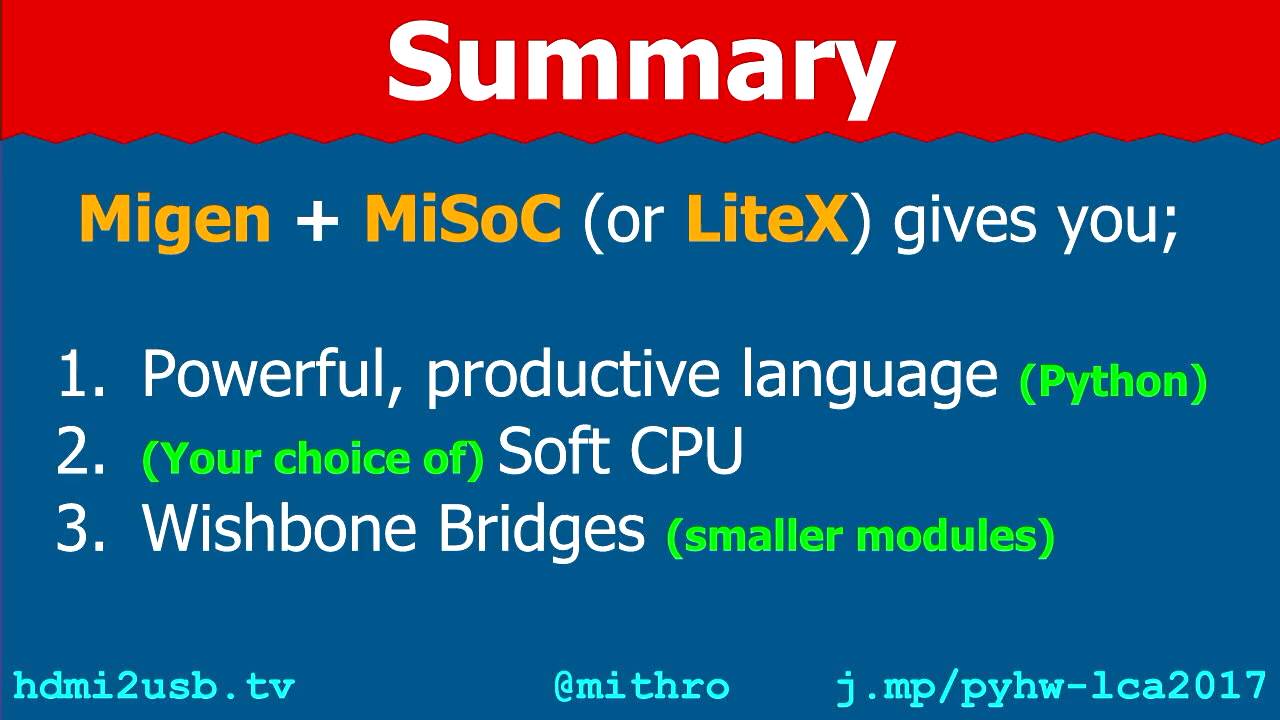 Summary
Migen + MiSoC (or LiteX) gives you;
1. Powerful, productive language (Python)
2. (Your choice of) Soft CPU
3. Wishbone Bridges (smaller modules)
hdmi2usb.tv @mithro j.mp/pyhw-lca2017